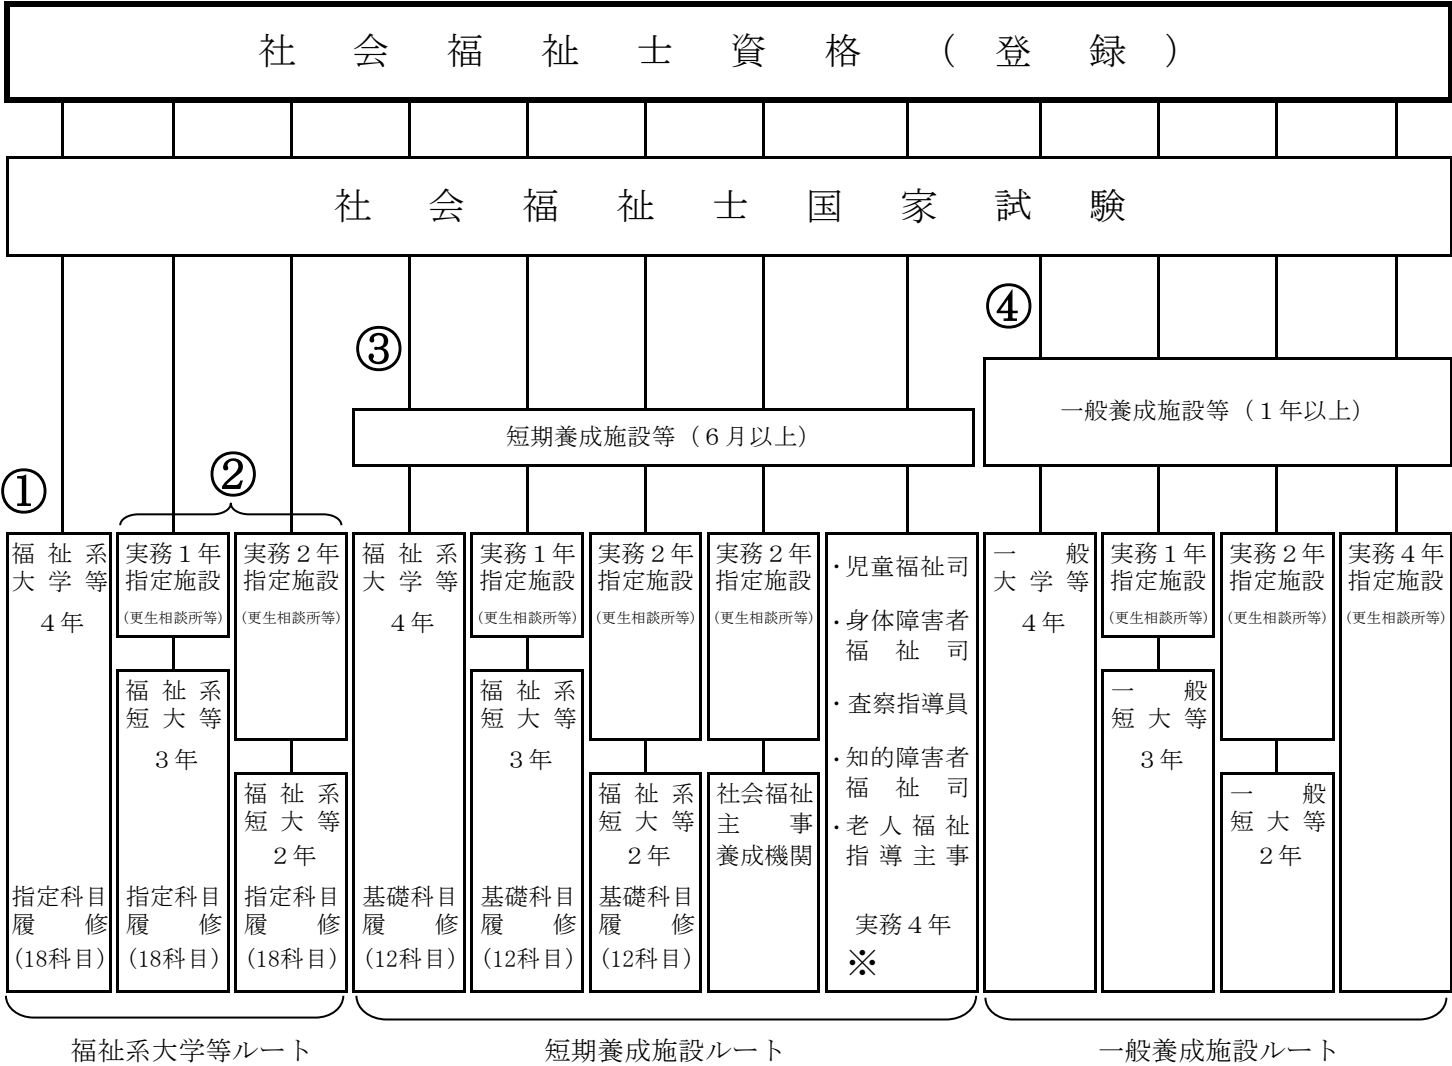 社会福祉士資格(登録)
社会福祉士国家試験
④
③
一般養成施設等（１年以上）
短期養成施設等（６月以上）
①
②
福祉系
大学等
４年
指定科目
履修
(18科目)
実務１年
指定施設
(更生相談所等)
福祉系
短大等
３年
指定科目
履修
(18科目)
実務２年
指定施設
(更生相談所等)
福祉系
短大等
２年
指定科目
履修
(18科目)
福祉系
大学等
４年
基礎科目
履修
(12科目)
実務１年
指定施設
(更生相談所等)
福祉系
短大等
３年
基礎科目
履修
(12科目)
実務２年
指定施設
(更生相談所等)
福祉系
短大等
２年
基礎科目
履修
(12科目)
実務２年
指定施設
(更生相談所等)
社会福祉
主事
養成機関
・児童福祉司
・身体障害者
福祉司
・査察指導員
・知的障害者
福祉司
・老人福祉
指導主事
実務４年
※
一般
大学等
４年
実務１年
指定施設
(更生相談所等)
一般
短大等
３年
実務２年
指定施設
(更生相談所等)
一般
短大等
２年
実務４年
指定施設
(更生相談所等)
福祉系大学等ルート
短期養成施設ルート
一般養成施設ルート